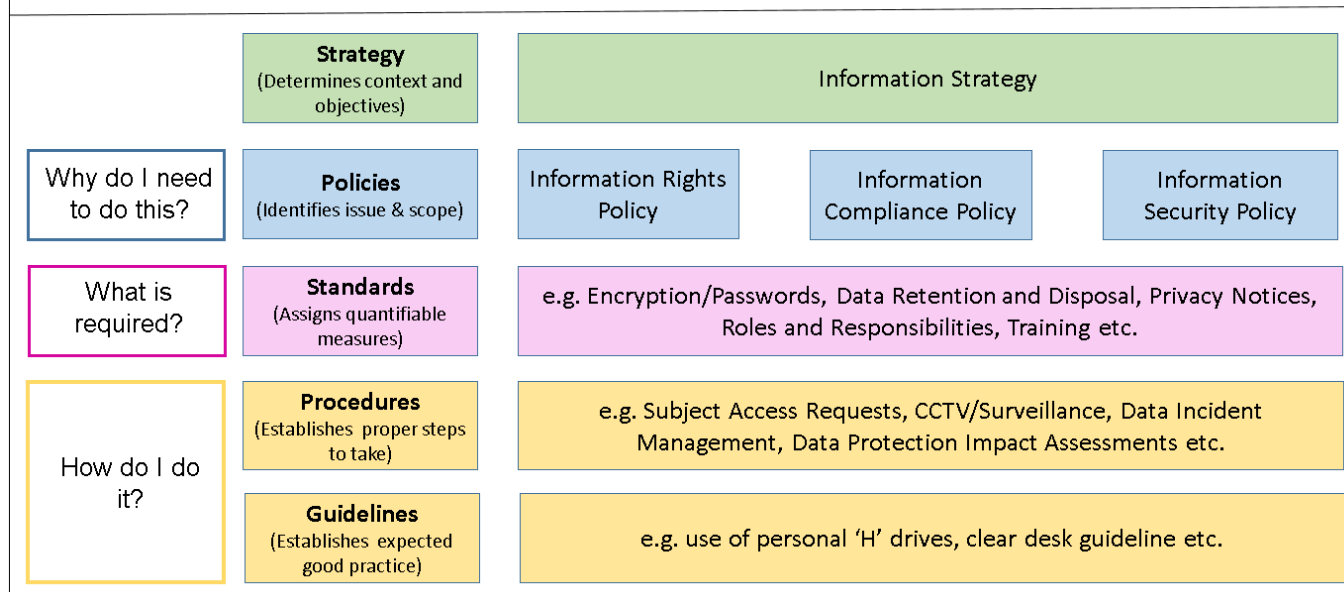 Strategy
(Determines context and
objectives)
Information Strategy
Why do I need
to do this?
Policies
(Identifies issue & scope)
Information Rights
Policy
Information
Compliance Policy
Information
Security Policy
What is
required?
Standards
(Assigns quantifiable
measures)
e.g. Encryption/Passwords, Data Retention and Disposal, Privacy Notices,
Roles and Responsibilities, Training etc.
How do I do
it?
Procedures
(Establishes proper steps
to take)
e.g. Subject Access Requests, CCTV/Surveillance, Data Incident
Management, Data Protection Impact Assessments etc.
Guidelines
(Establishes expected
good practice)
e.g. use of personal ‘H’ drives, clear desk guideline etc.